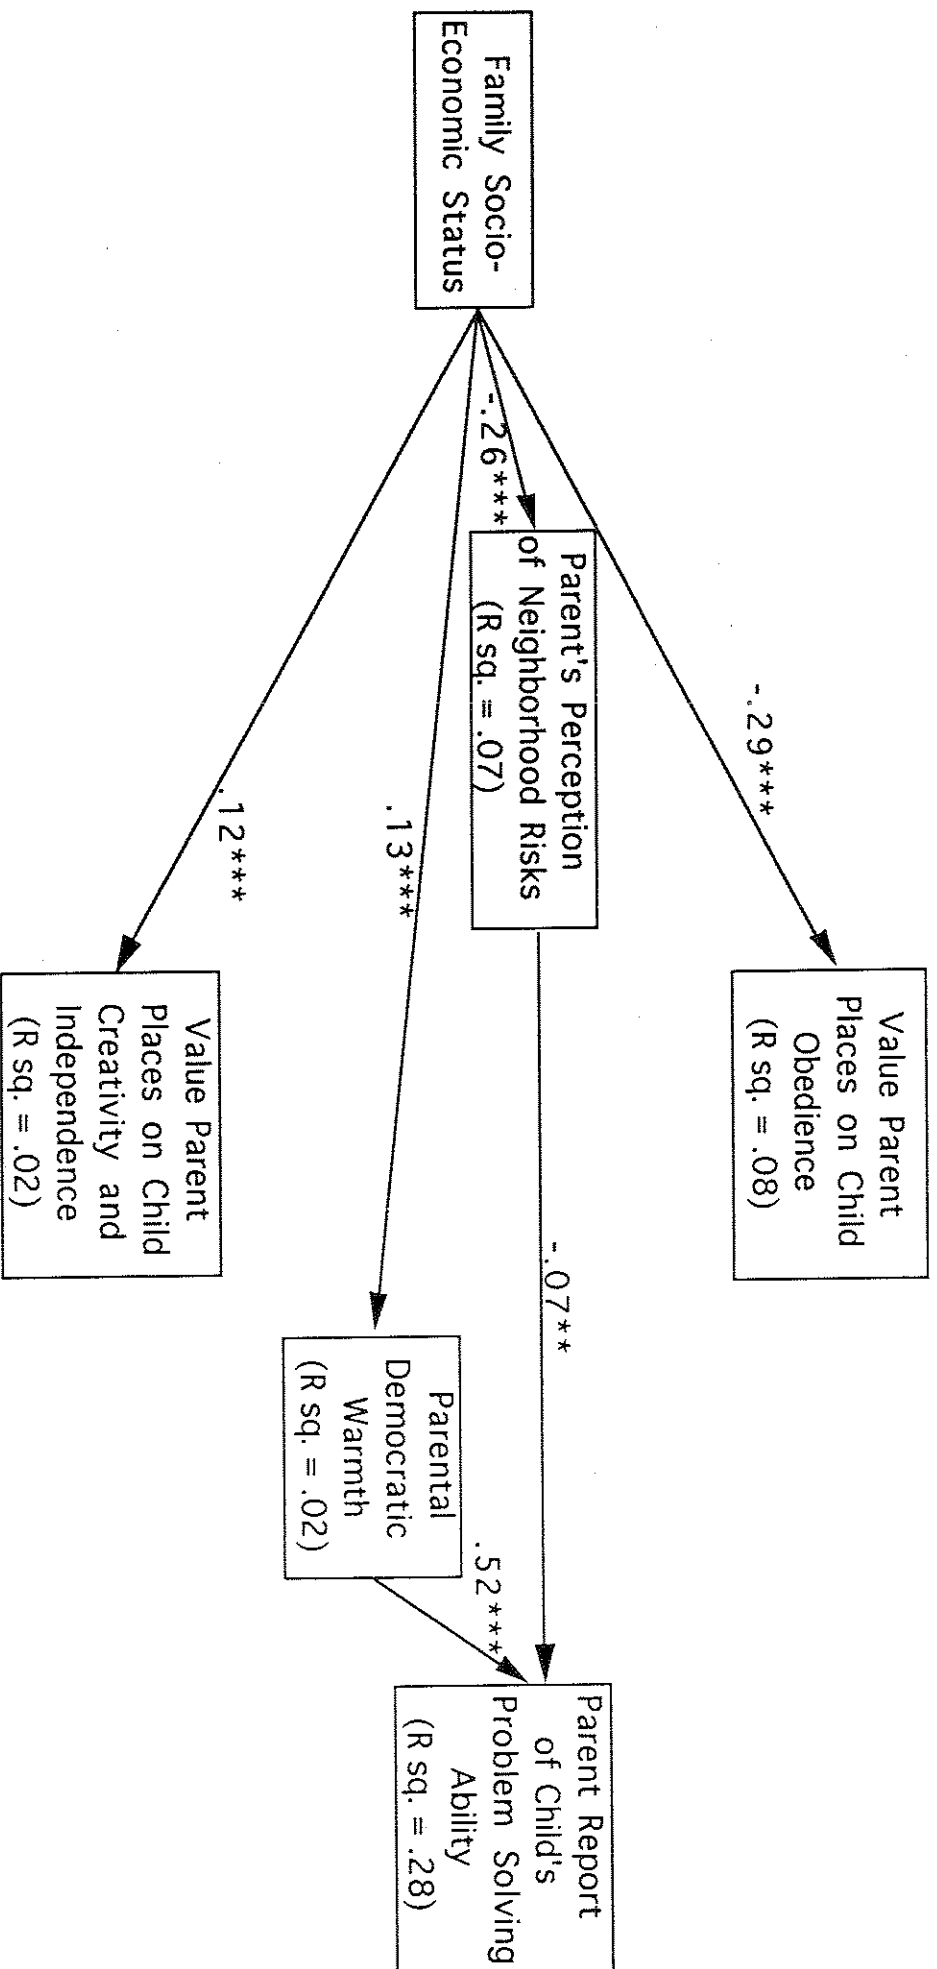 Family Socio-
Economic Status
-.29***
Value Parent
Places on Child
Obedience
(R sq. = .08)
-.26***
Parent's Perception
of Neighborhood Risks
(R sq. = .07)
-.07**
.13***
Parental
Democratic
Warmth
(R sq. = .02)
.52***
Parent Report
of Child's
Problem Solving
Ability
(R sq. = .28)
.12***
Value Parent
Places on Child
Creativity and
Independence
(R sq. = .02)